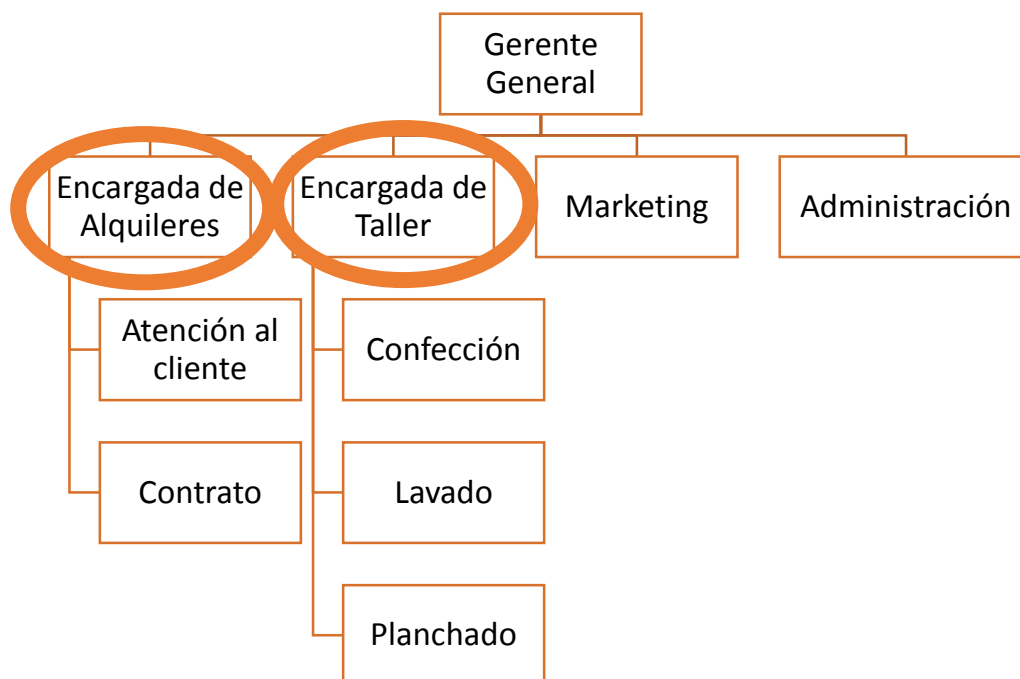 Gerente
General
Encargada de
Alquileres
Encargada de
Taller
Marketing
Administración
Atención al
cliente
Confección
Contrato
Lavado
Planchado